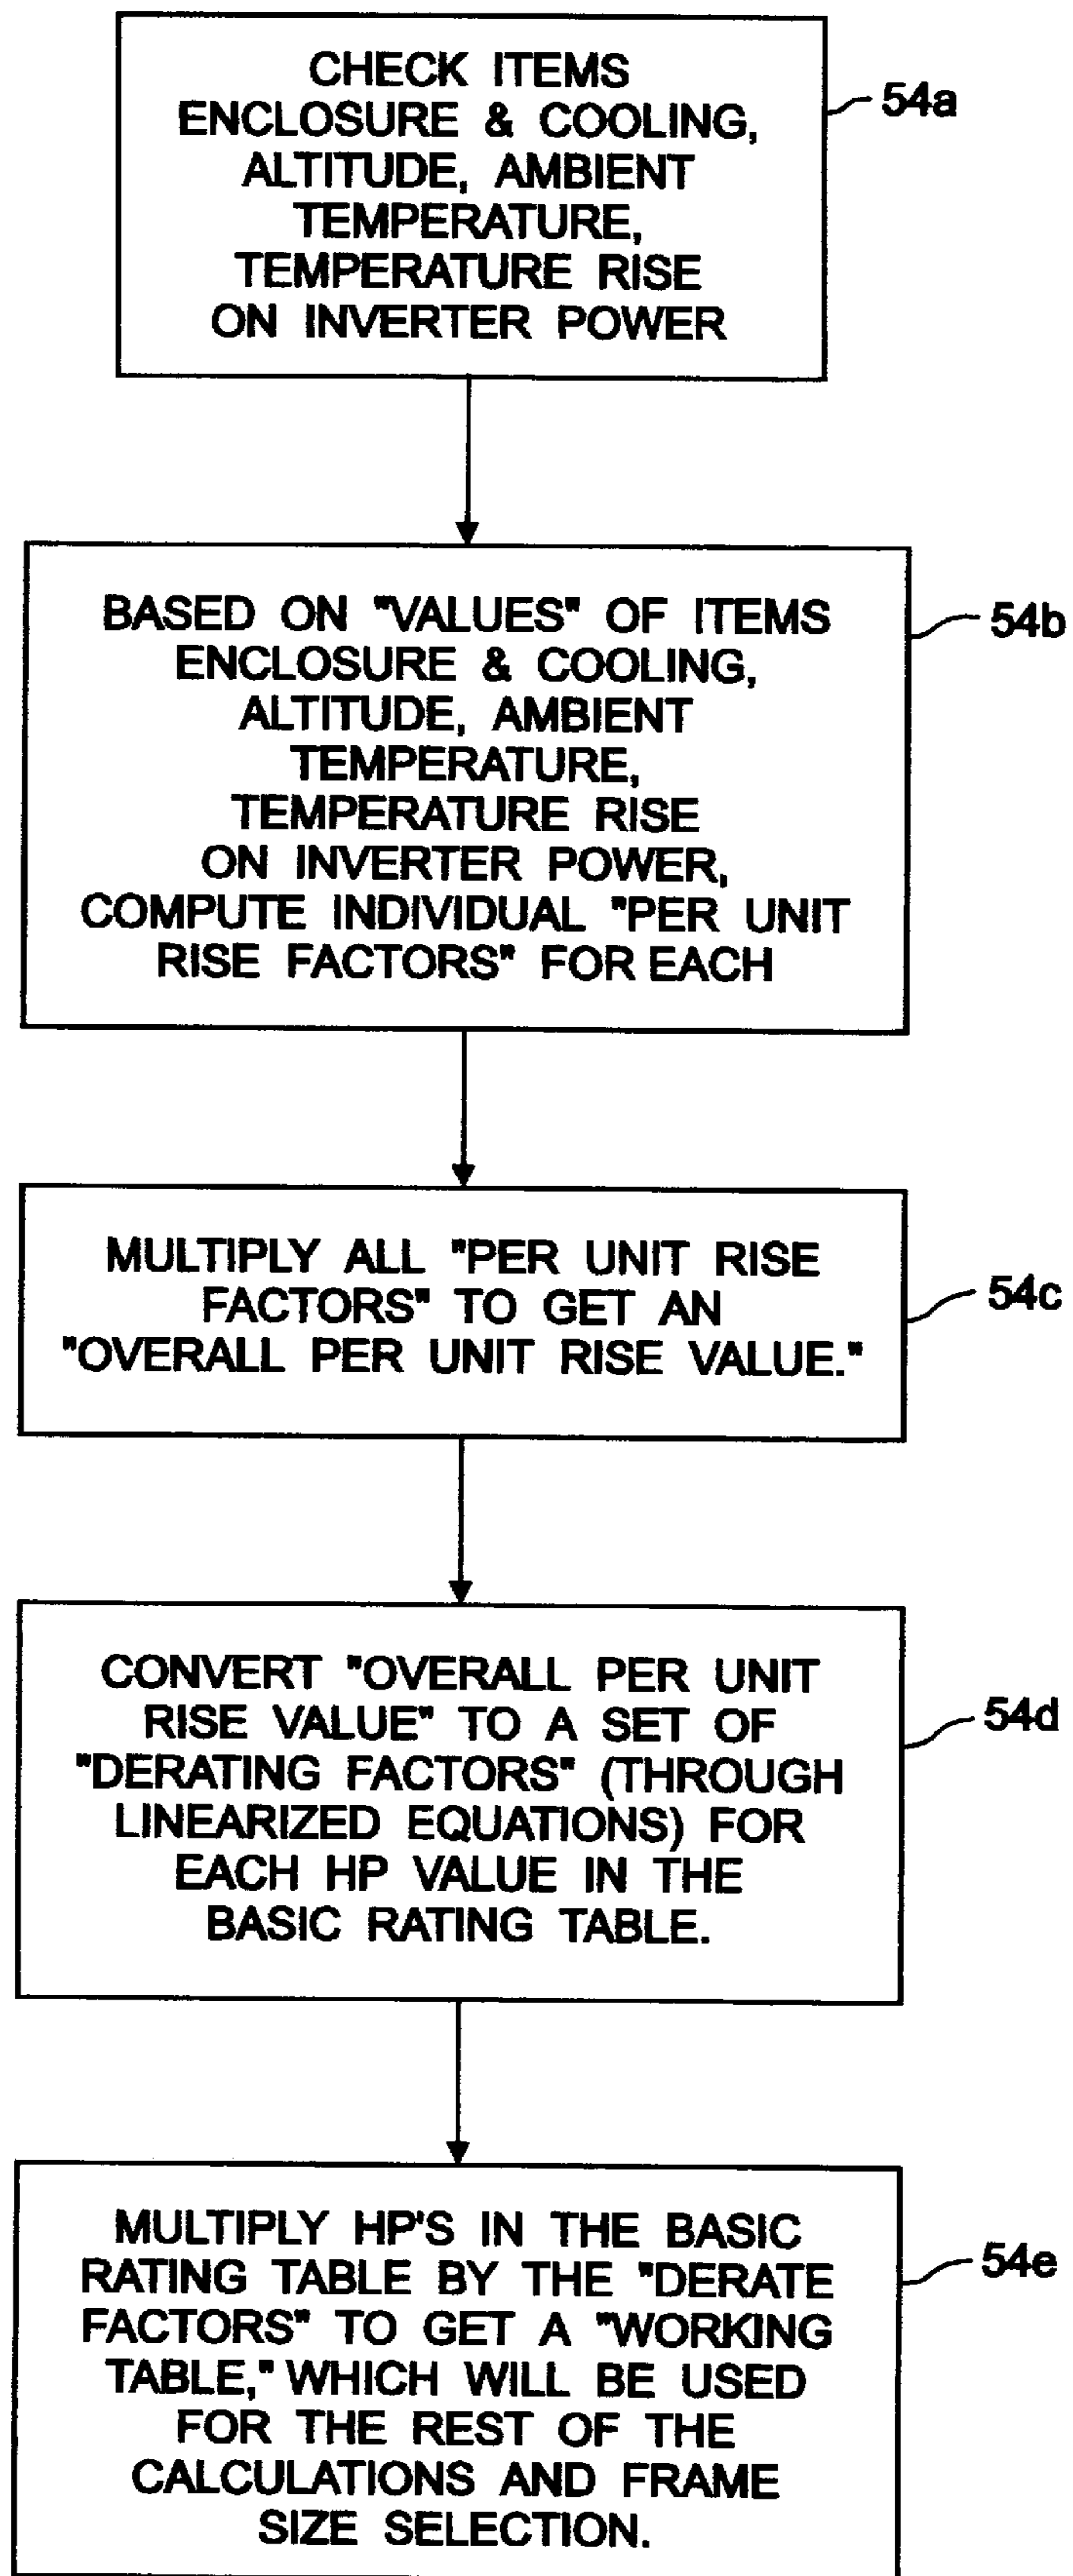 CHECK ITEMS
ENCLOSURE & COOLING,
ALTITUDE, AMBIENT
TEMPERATURE,
TEMPERATURE RISE
ON INVERTER POWER
54a
BASED ON "VALUES" OF ITEMS
ENCLOSURE & COOLING,
ALTITUDE, AMBIENT
TEMPERATURE,
TEMPERATURE RISE
ON INVERTER POWER,
COMPUTE INDIVIDUAL "PER UNIT
RISE FACTORS" FOR EACH
54b
MULTIPLY ALL "PER UNIT RISE
FACTORS" TO GET AN
"OVERALL PER UNIT RISE VALUE."
54c
CONVERT "OVERALL PER UNIT
RISE VALUE" TO A SET OF
"DERATING FACTORS" (THROUGH
LINEARIZED EQUATIONS) FOR
EACH HP VALUE IN THE
BASIC RATING TABLE.
54d
MULTIPLY HP'S IN THE BASIC
RATING TABLE BY THE "DERATE
FACTORS" TO GET A "WORKING
TABLE," WHICH WILL BE USED
FOR THE REST OF THE
CALCULATIONS AND FRAME
SIZE SELECTION.
54e